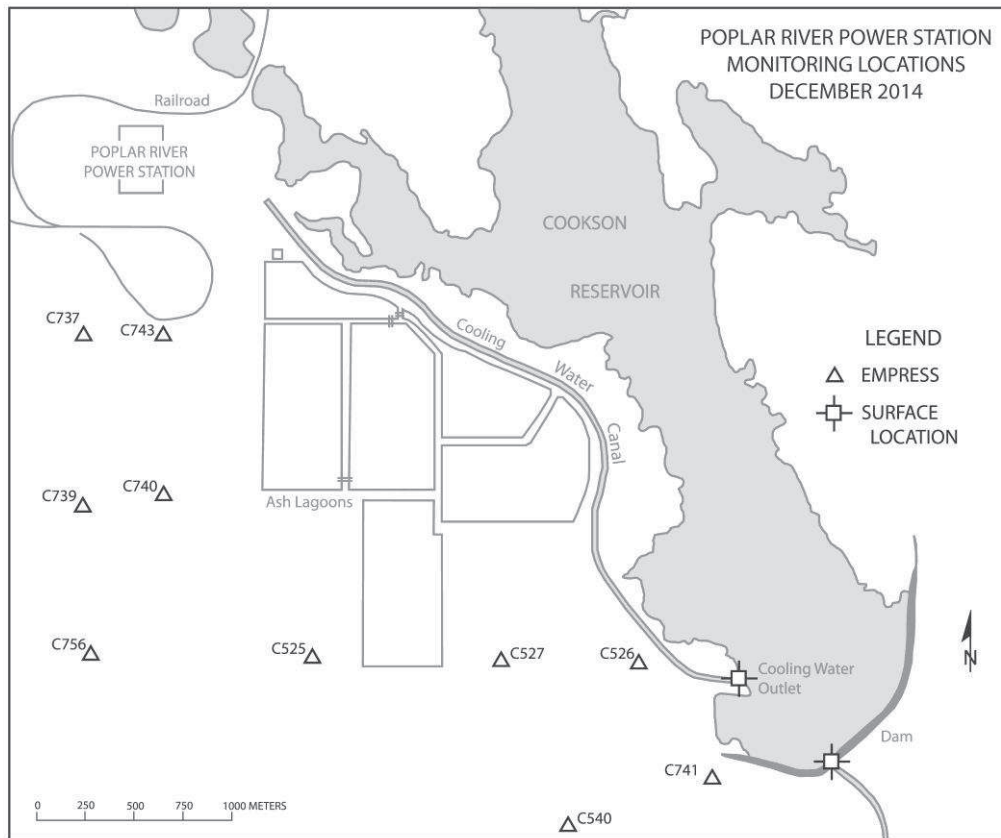 POPLAR RIVER POWER STATION
MONITORING LOCATIONS
DECEMBER 2014
Railroad
POPLAR RIVER
POWER STATION
COOKSON
RESERVOIR
C737
C743
Cooling
Water
Canal
LEGEND
EMPRESS
SURFACE
LOCATION
C739
C740
Ash Lagoons
C756
C525
C527
C526
Cooling Water
Outlet
N
Dam
C741
C540
0 250 500 750 1000 METERS